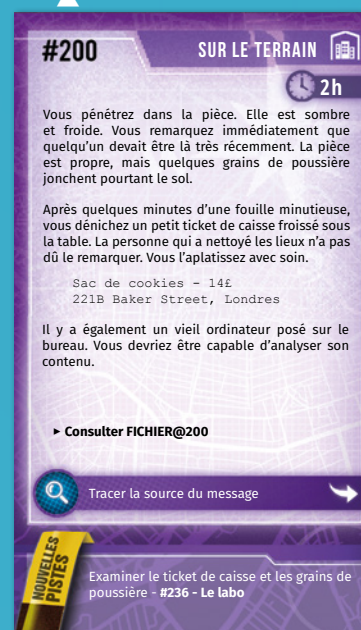 #200
SUR LE TERRAIN
2h
Vous pénétrez dans la pièce. Elle est sombre
et froide. Vous remarquez immédiatement que
quelqu'un devait être là très récemment. La pièce
est propre, mais quelques grains de poussière
jonchent pourtant le sol.
Après quelques minutes d'une fouille minutieuse,
vous dénichez un petit ticket de caisse froissé sous
la table. La personne qui a nettoyé les lieux n'a pas
dû le remarquer. Vous l'aplatissez avec soin.
Sac de cookies - 14£
221B Baker Street, Londres
Il y a également un vieil ordinateur posé sur le
bureau. Vous devriez être capable d'analyser son
contenu.
► Consulter FICHIER@200
Tracer la source du message
NOUVELLES
PISTES
Examiner le ticket de caisse et les grains de
poussière - #236 - Le labo